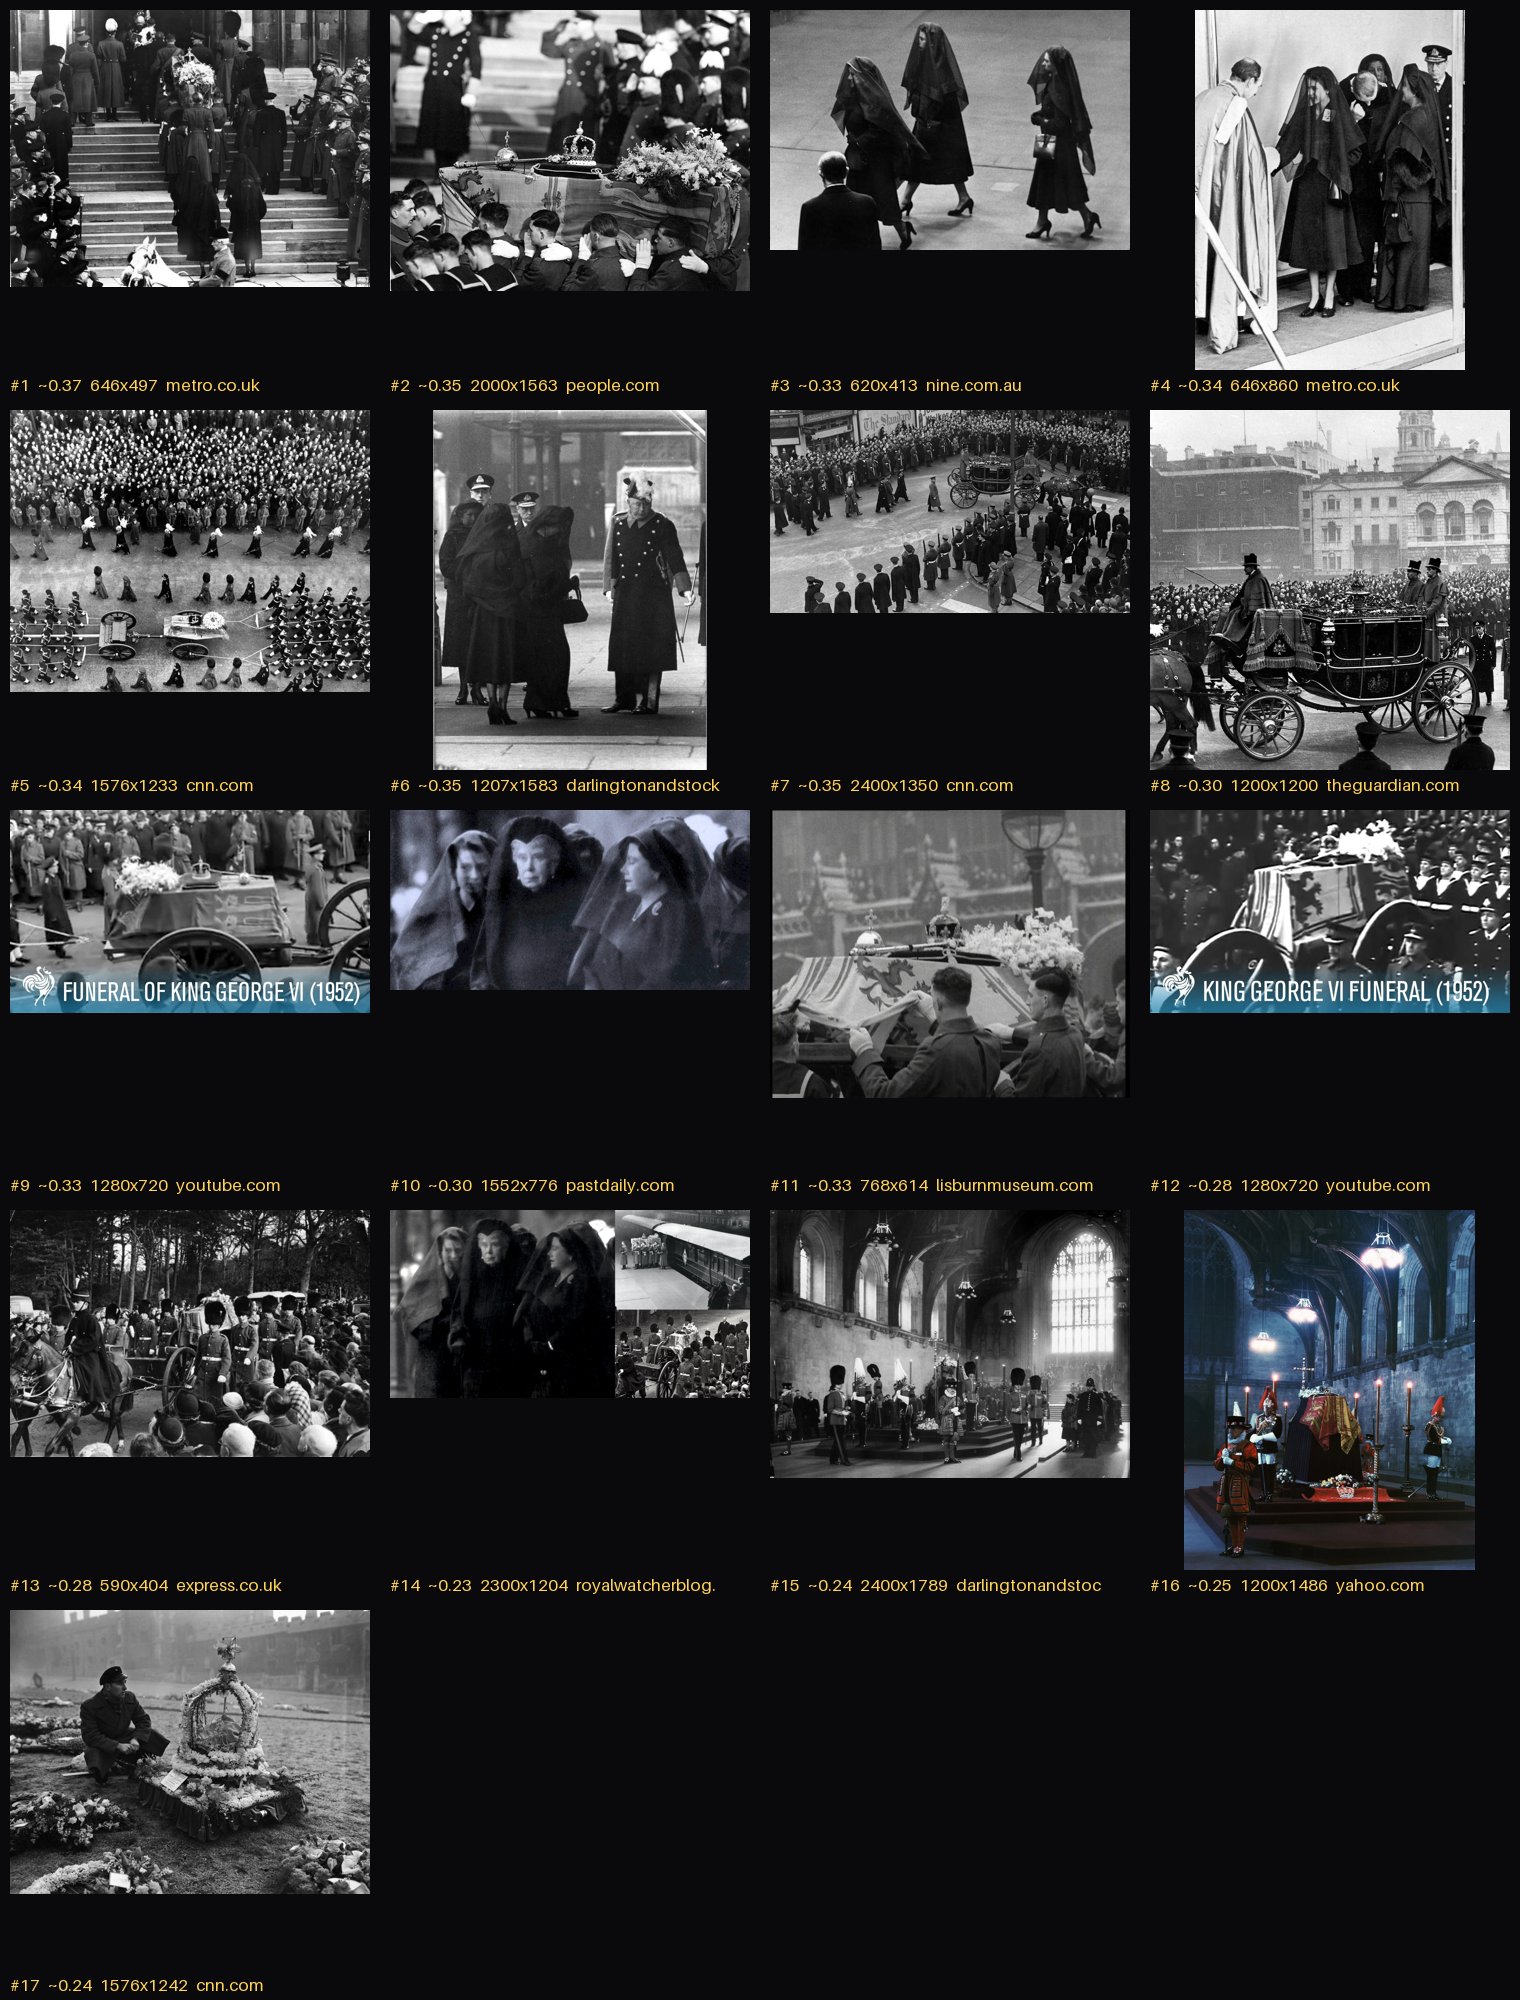 #1 ~0.37 646x497 metro.co.uk
#2 ~0.35 2000x1563 people.com
#3 ~0.33 620x413 nine.com.au
#4 ~0.34 646x860 metro.co.uk
The Standard
#5 ~0.34 1576x1233 cnn.com
#6 ~0.35 1207x1583 darlingtonandstock
#7 ~0.35 2400x1350 cnn.com
#8 ~0.30 1200x1200 theguardian.com
FUNERAL OF KING GEORGE VI (1952)
KING GEORGE VI FUNERAL (1952)
#9 ~0.33 1280x720 youtube.com
#10 ~0.30 1552x776 pastdaily.com
#11 ~0.33 768x614 lisburnmuseum.com
#12 ~0.28 1280x720 youtube.com
#13 ~0.28 590x404 express.co.uk
#14 ~0.23 2300x1204 royalwatcherblog.
#15 ~0.24 2400x1789 darlingtonandstoc
#16 ~0.25 1200x1486 yahoo.com
#17 ~0.24 1576x1242 cnn.com